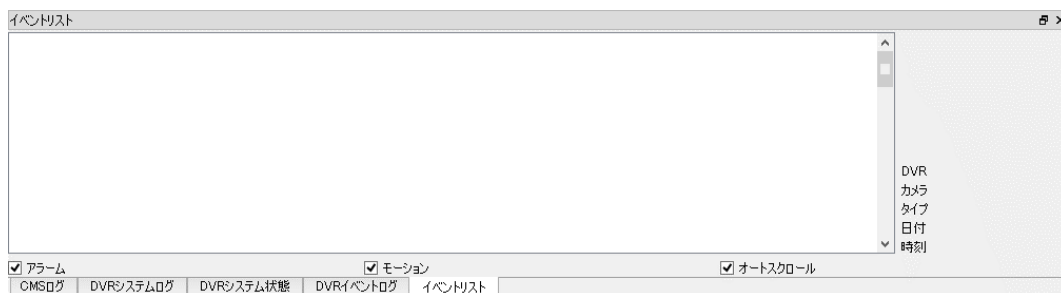 イベントリスト
DVR
カメラ
タイプ
日付
時刻
アラーム モーション オートスクロール
CMSログ DVRシステムログ DVRシステム状態 DVRイベントログ イベントリスト